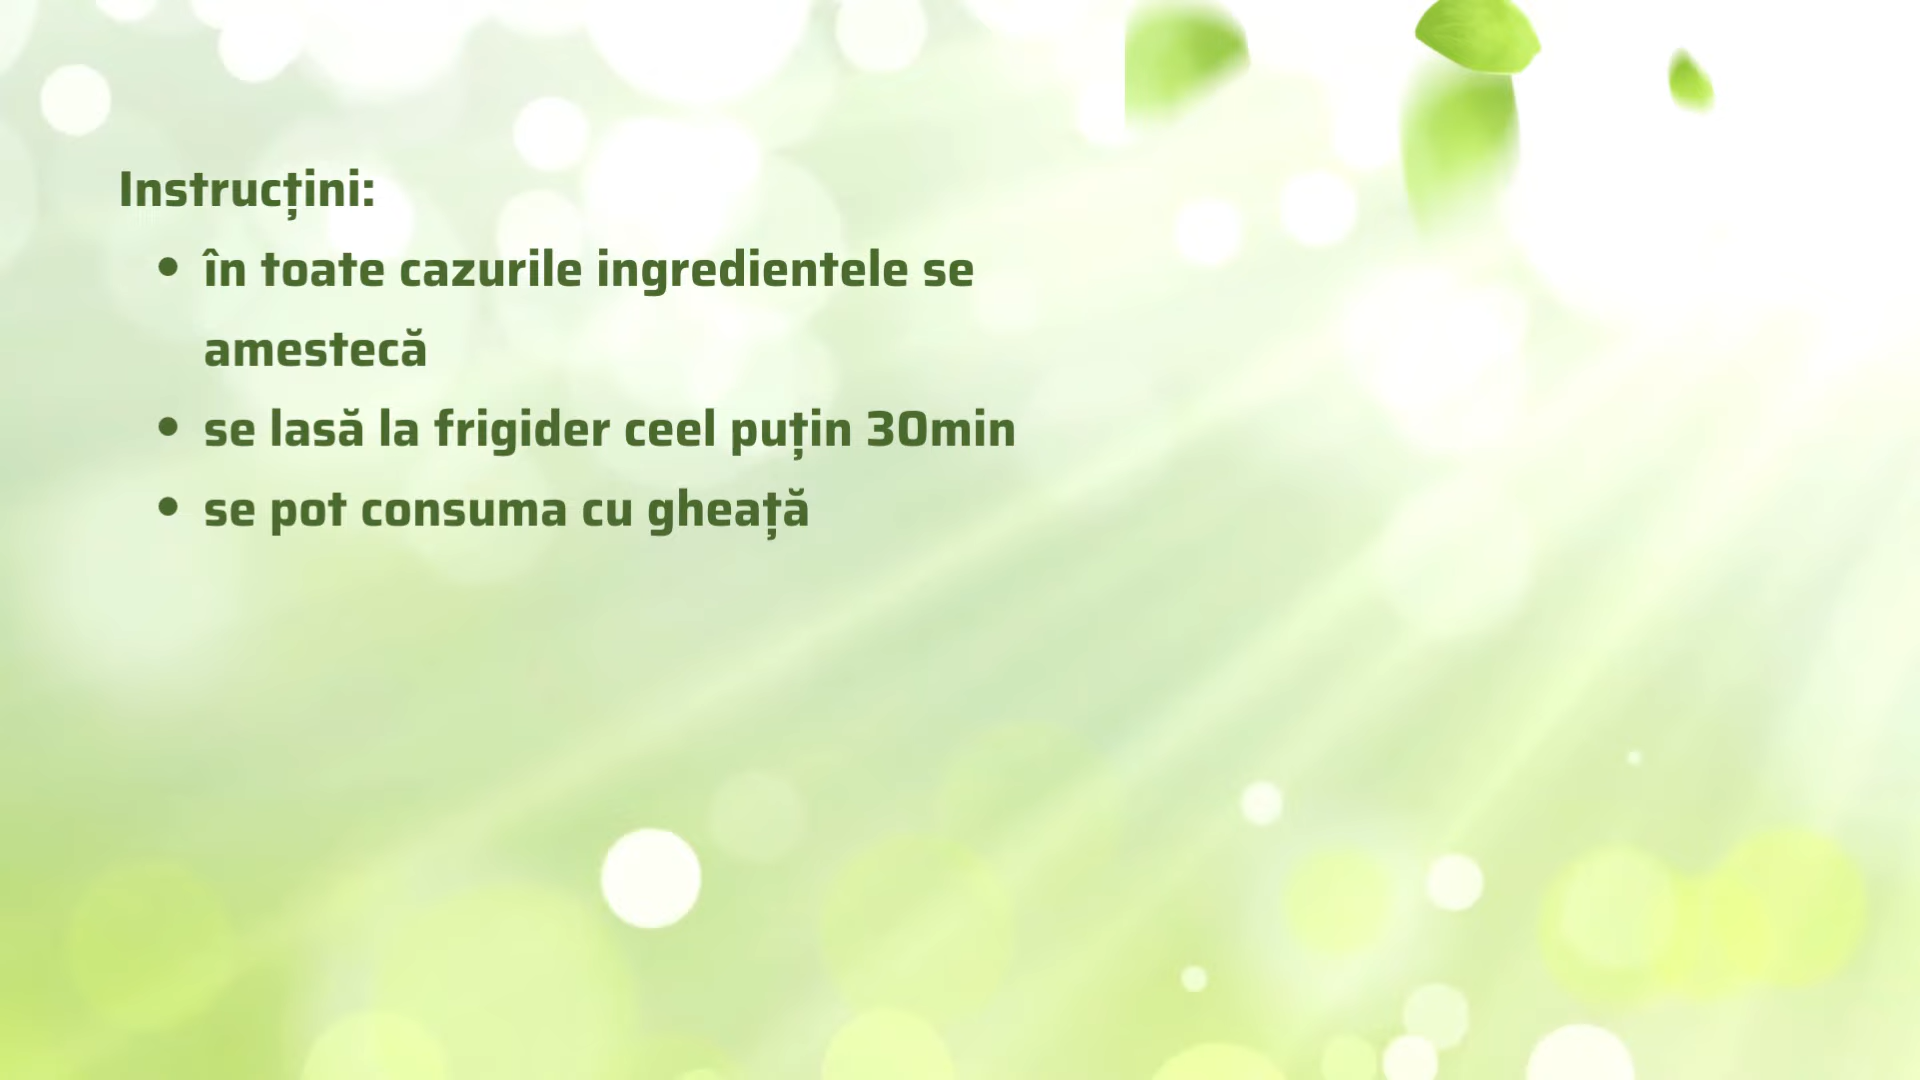 Instrucțini:
• în toate cazurile ingredientele se
amestecă
• se lasă la frigider ceel puțin 30min
• se pot consuma cu gheață